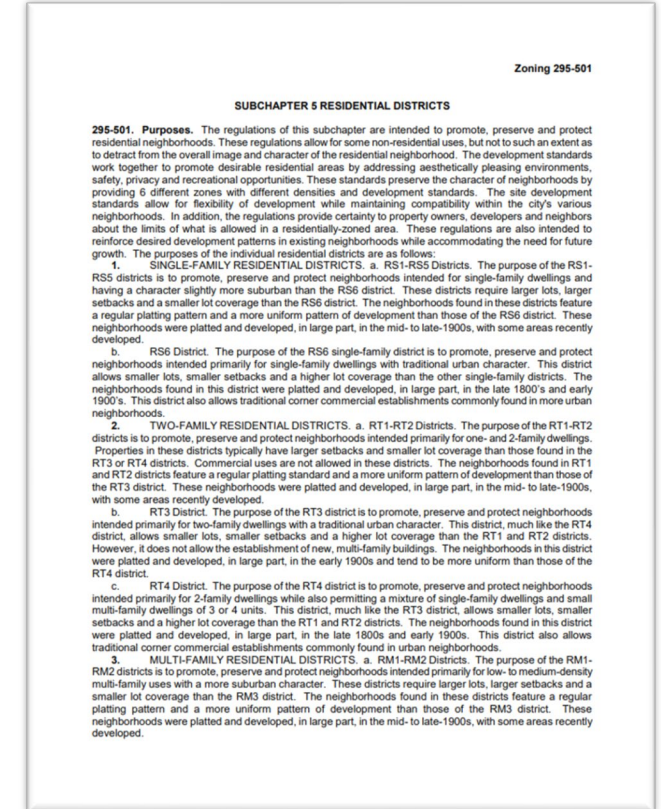 Zoning 295-501
SUBCHAPTER 5 RESIDENTIAL DISTRICTS
295-501. Purposes. The regulations of this subchapter are intended to promote, preserve and protect
residential neighborhoods. These regulations allow for some non-residential uses, but not to such an extent as
to detract from the overall image and character of the residential neighborhood. The development standards
work together to promote desirable residential areas by addressing aesthetically pleasing environments,
safety, privacy and recreational opportunities. These standards preserve the character of neighborhoods by
providing 6 different zones with different densities and development standards. The site development
standards allow for flexibility of development while maintaining compatibility within the city's various
neighborhoods. In addition, the regulations provide certainty to property owners, developers and neighbors
about the limits of what is allowed in a residentially-zoned area. These regulations are also intended to
reinforce desired development patterns in existing neighborhoods while accommodating the need for future
growth. The purposes of the individual residential districts are as follows:
1. SINGLE-FAMILY RESIDENTIAL DISTRICTS. a. RS1-RS5 Districts. The purpose of the RS1-
RS5 districts is to promote, preserve and protect neighborhoods intended for single-family dwellings and
having a character slightly more suburban than the RS6 district. These districts require larger lots, larger
setbacks and a smaller lot coverage than the RS6 district. The neighborhoods found in these districts feature
a regular platting pattern and a more uniform pattern of development than those of the RS6 district. These
neighborhoods were platted and developed, in large part, in the mid- to late-1900s, with some areas recently
developed.
b. RS6 District. The purpose of the RS6 single-family district is to promote, preserve and protect
neighborhoods intended primarily for single-family dwellings with traditional urban character. This district
allows smaller lots, smaller setbacks and a higher lot coverage than the other single-family districts. The
neighborhoods found in this district were platted and developed, in large part, in the late 1800's and early
1900's. This district also allows traditional corner commercial establishments commonly found in more urban
neighborhoods.
2. TWO-FAMILY RESIDENTIAL DISTRICTS. a. RT1-RT2 Districts. The purpose of the RT1-RT2
districts is to promote, preserve and protect neighborhoods intended primarily for one- and 2-family dwellings.
Properties in these districts typically have larger setbacks and smaller lot coverage than those found in the
RT3 or RT4 districts. Commercial uses are not allowed in these districts. The neighborhoods found in RT1
and RT2 districts feature a regular platting standard and a more uniform pattern of development than those of
the RT3 district. These neighborhoods were platted and developed, in large part, in the mid- to late-1900s,
with some areas recently developed.
b. RT3 District. The purpose of the RT3 district is to promote, preserve and protect neighborhoods
intended primarily for two-family dwellings with a traditional urban character. This district, much like the RT4
district, allows smaller lots, smaller setbacks and a higher lot coverage than the RT1 and RT2 districts.
However, it does not allow the establishment of new, multi-family buildings. The neighborhoods in this district
were platted and developed, in large part, in the early 1900s and tend to be more uniform than those of the
RT4 district.
c. RT4 District. The purpose of the RT4 district is to promote, preserve and protect neighborhoods
intended primarily for 2-family dwellings while also permitting a mixture of single-family dwellings and small
multi-family dwellings of 3 or 4 units. This district, much like the RT3 district, allows smaller lots, smaller
setbacks and a higher lot coverage than the RT1 and RT2 districts. The neighborhoods found in this district
were platted and developed, in large part, in the late 1800s and early 1900s. This district also allows
traditional corner commercial establishments commonly found in urban neighborhoods.
3. MULTI-FAMILY RESIDENTIAL DISTRICTS. a. RM1-RM2 Districts. The purpose of the RM1-
RM2 districts is to promote, preserve and protect neighborhoods intended primarily for low- to medium-density
multi-family uses with a more suburban character. These districts require larger lots, larger setbacks and a
smaller lot coverage than the RM3 district. The neighborhoods found in these districts feature a regular
platting pattern and a more uniform pattern of development than those of the RM3 district. These
neighborhoods were platted and developed, in large part, in the mid- to late-1900s, with some areas recently
developed.